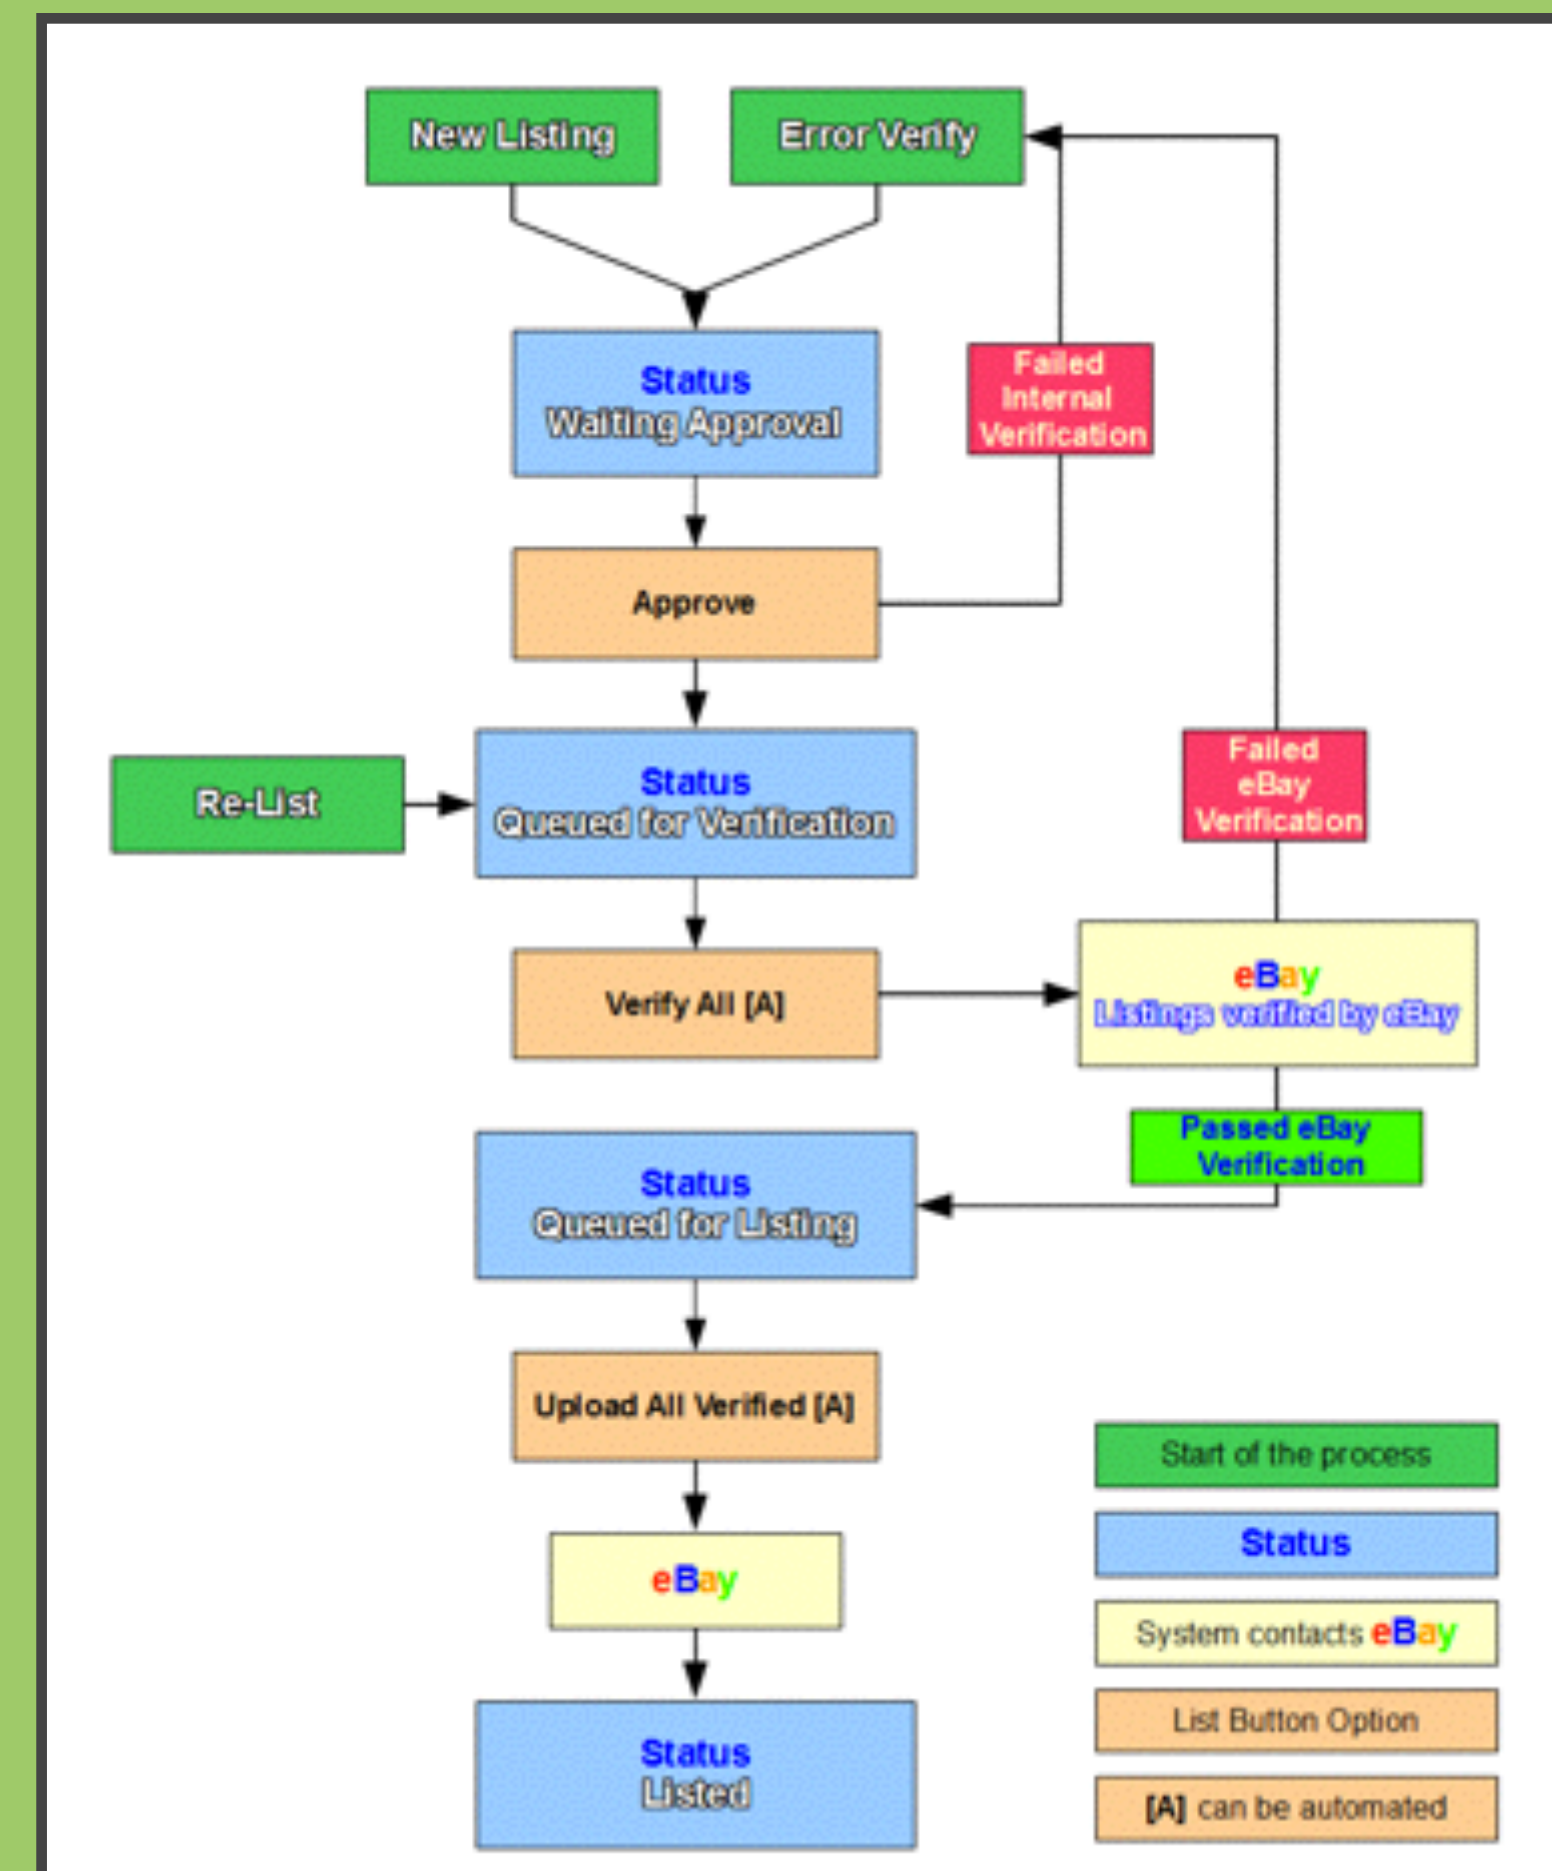 New Listing
Error Verify
Status
Waiting Approval
Failed
Internal
Verification
Approve
Re-List
Status
Queued for Verification
Failed
eBay
Verification
Verify All [A]
eBay
Listings verified by eBay
Passed eBay
Verification
Status
Queued for Listing
Upload All Verified [A]
eBay
Status
Listed
Start of the process
Status
System contacts eBay
List Button Option
[A] can be automated